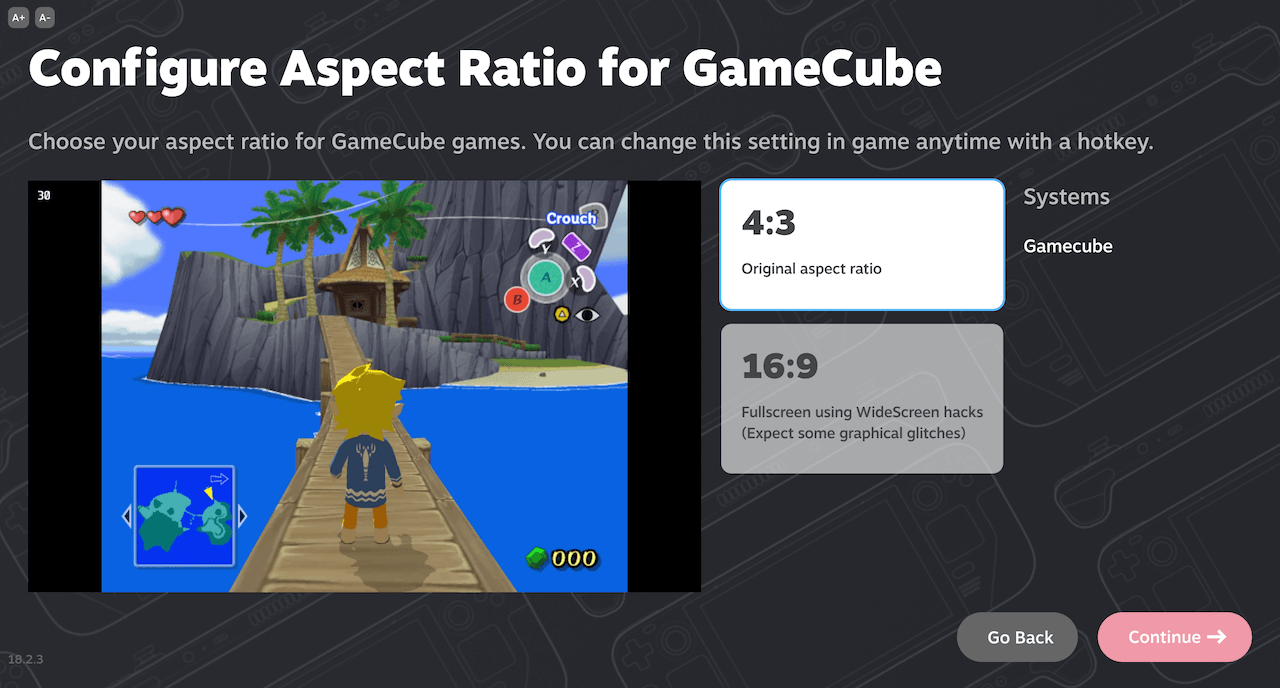 A+ A-
Configure Aspect Ratio for GameCube
Choose your aspect ratio for GameCube games. You can change this setting in game anytime with a hotkey.
30
Crouch
Z
Y
A
X
B
000
4:3
Original aspect ratio
16:9
Fullscreen using WideScreen hacks
(Expect some graphical glitches)
Systems
Gamecube
Go Back
Continue →
18.2.3